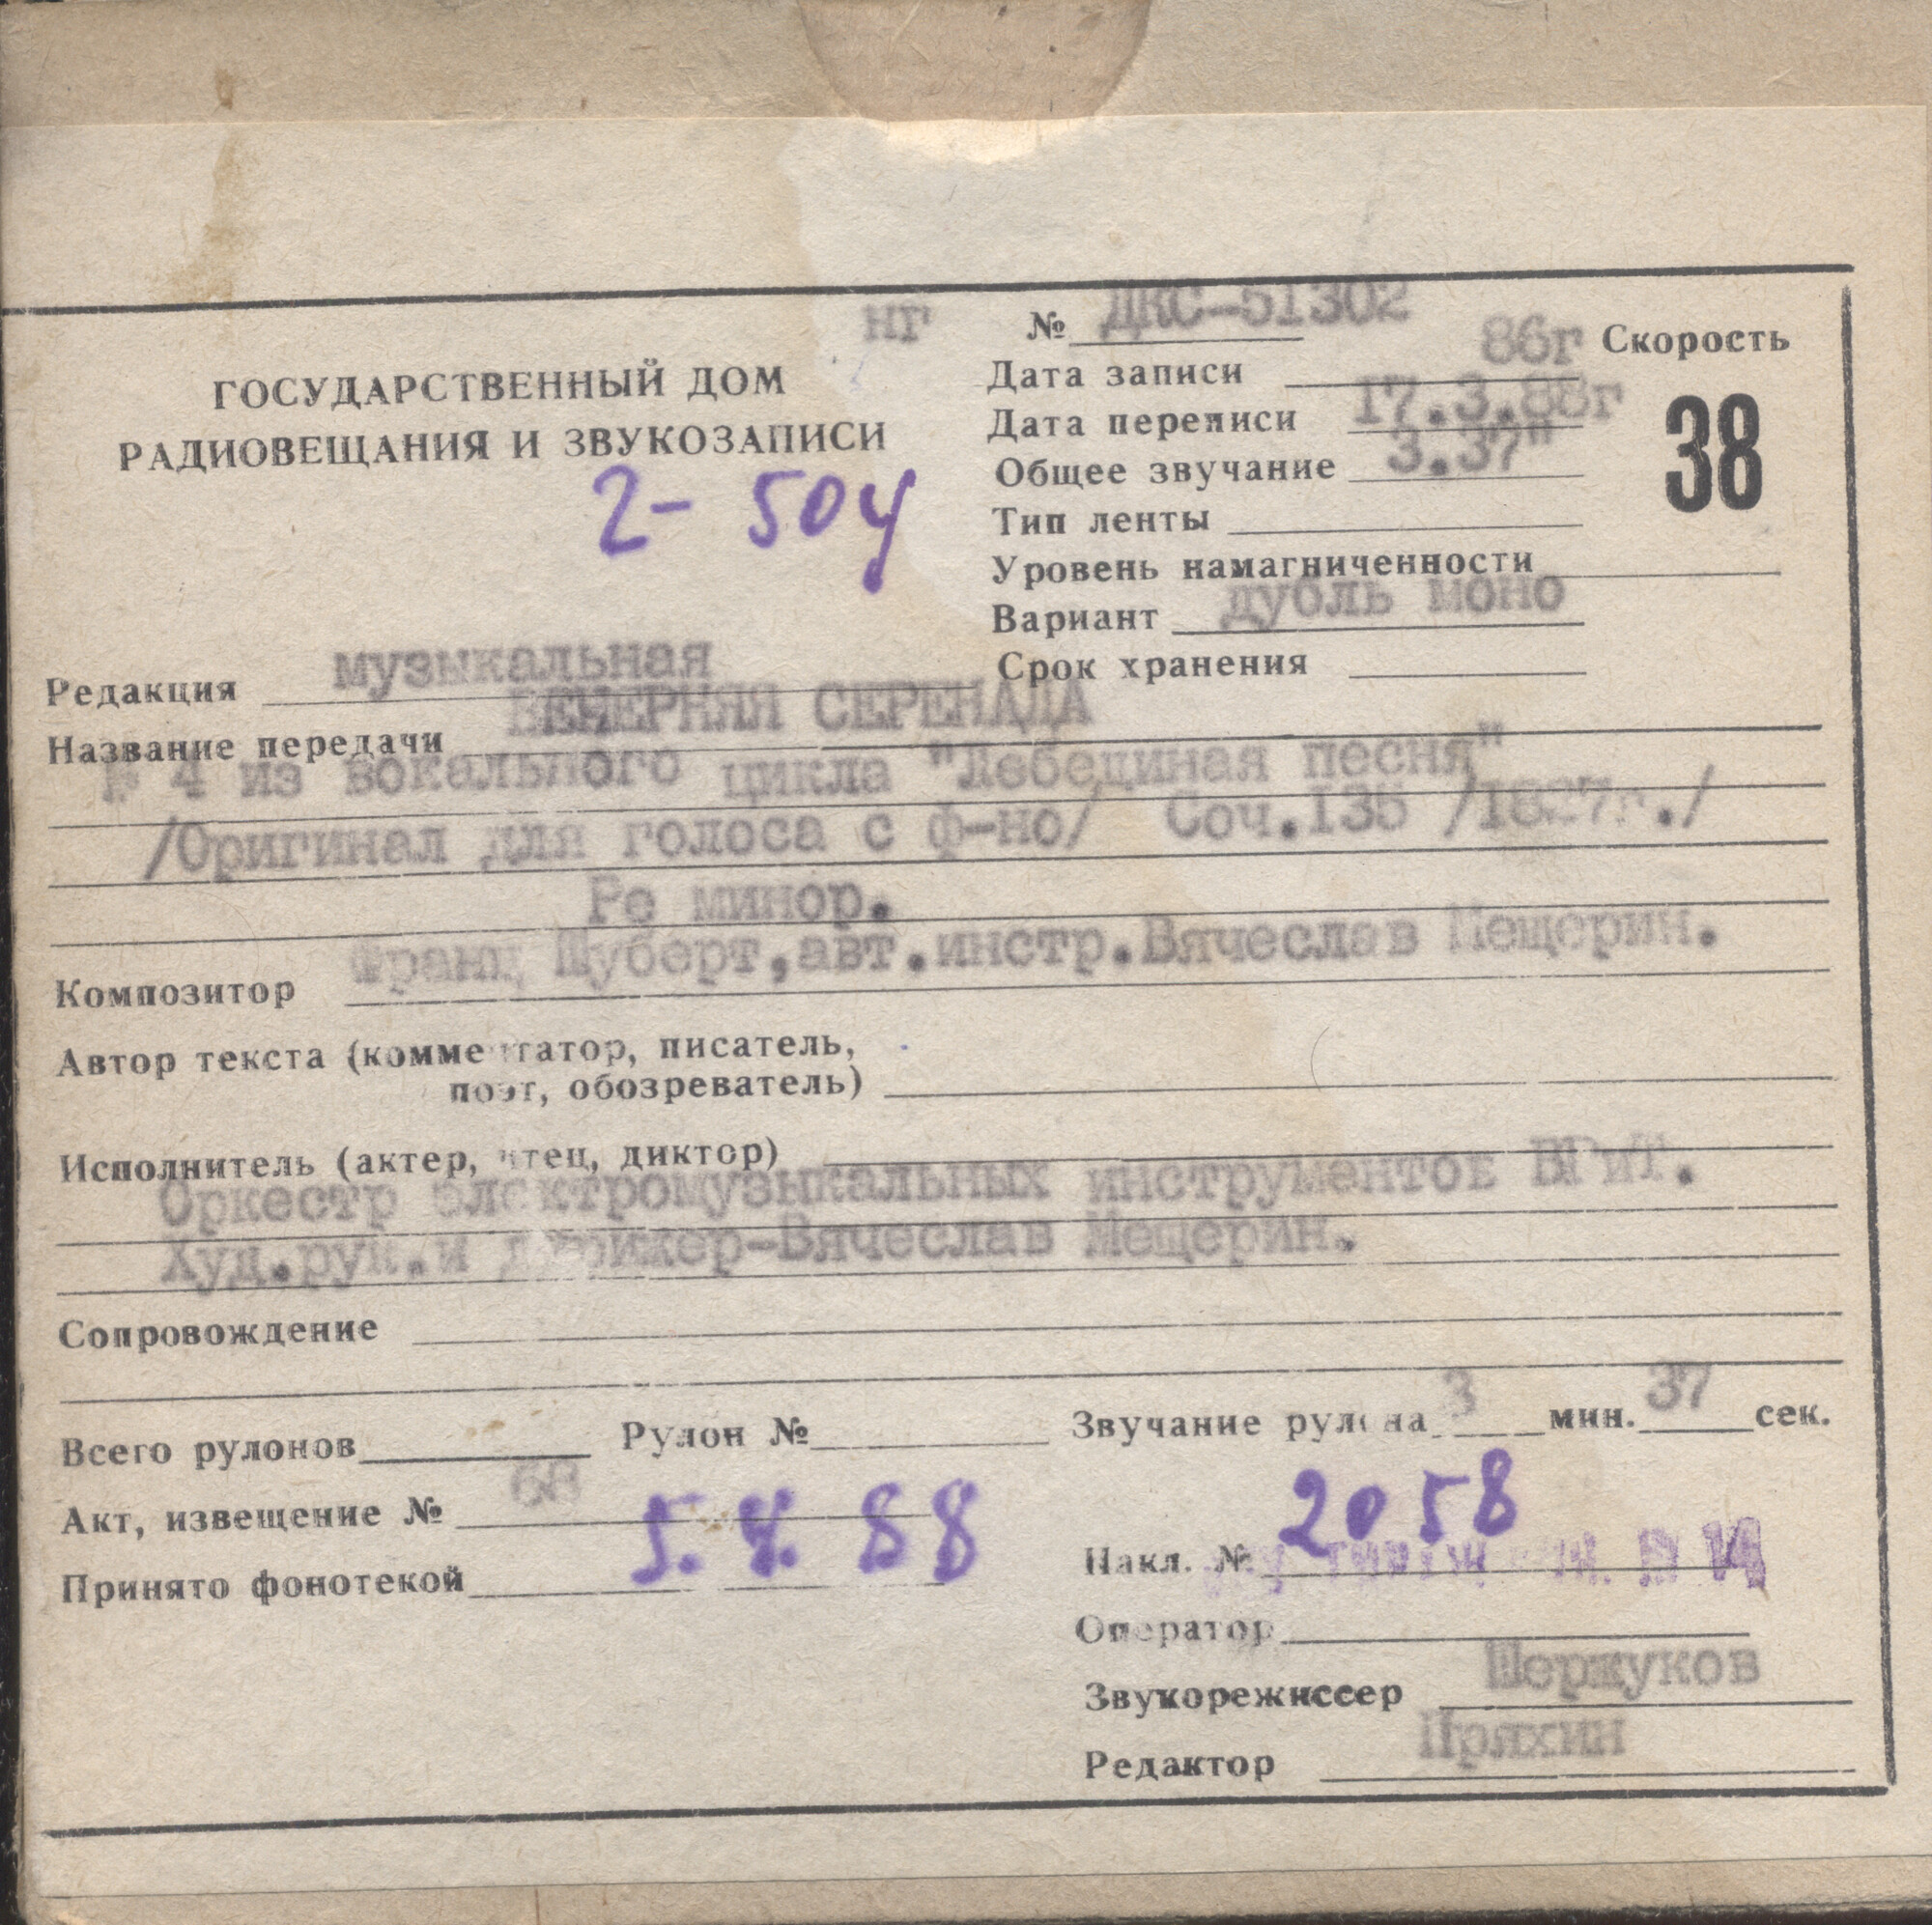 нг № ДКС-51302
86г Скорость
ГОСУДАРСТВЕННЫЙ ДОМ
РАДИОВЕЩАНИЯ И ЗВУКОЗАПИСИ
2- 504
Дата записи
Дата переписи 17.3.88г
38
Общее звучание 3.37"
Тип ленты
Уровень намагниченности
Вариант дубль моно
Срок хранения
Редакция музыкальная
Название передачи ВЕЧЕРНЯЯ СЕРЕНАДА
№ 4 из вокального цикла "Лебединая песня"
/Оригинал для голоса с ф-но/ Соч.135 /1827г./
Ре минор.
Композитор Франц Шуберт,авт.инстр.Вячеслав Мещерин.
Автор текста (комментатор, писатель,
поэт, обозреватель)
Исполнитель (актер, чтец, диктор)
Оркестр электромузыкальных инструментов ВРиТ.
Худ.рук.и дирижер-Вячеслав Мещерин.
Сопровождение
Всего рулонов Рулон № Звучание рулона 3 мин. 37 сек.
Акт, извещение № 68
Принято фонотекой 5.4.88
Накл. № 2058
Оператор
Звукорежиссер Шержуков
Редактор Пряхин